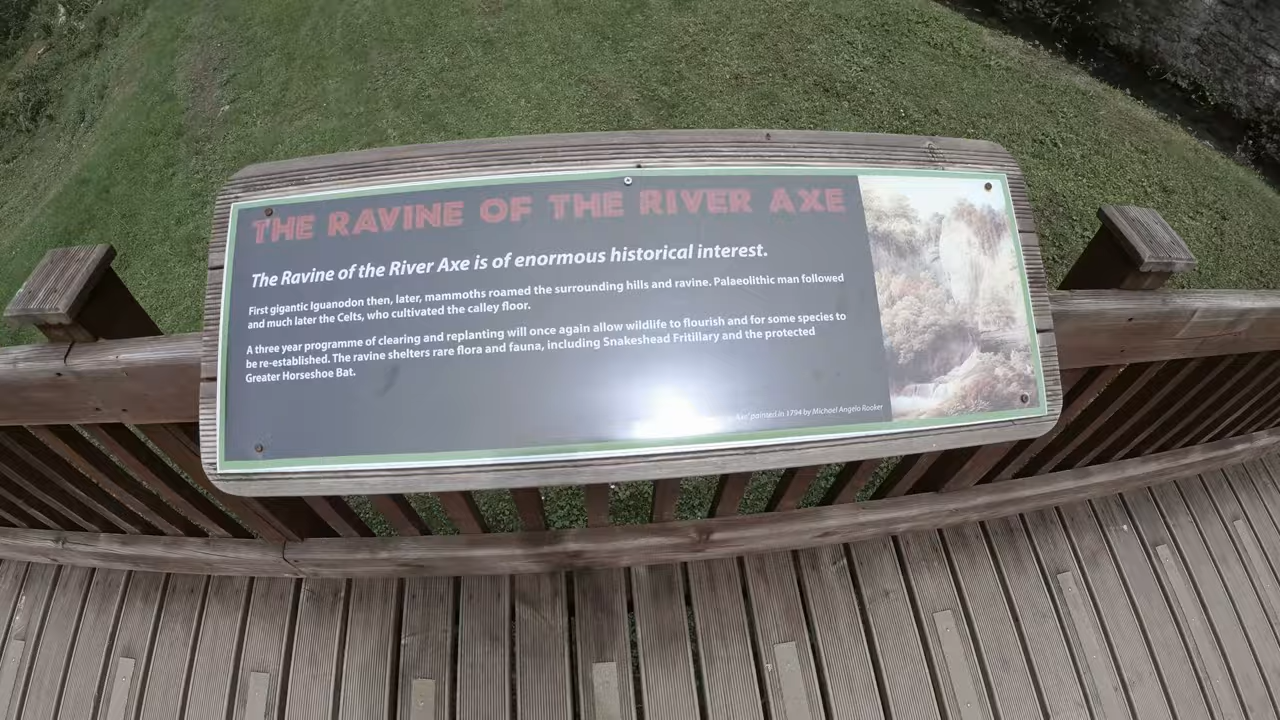 THE RAVINE OF THE RIVER AXE
The Ravine of the River Axe is of enormous historical interest.
First gigantic Iguanodon then, later, mammoths roamed the surrounding hills and ravine. Palaeolithic man followed
and much later the Celts, who cultivated the calley floor.
A three year programme of clearing and replanting will once again allow wildlife to flourish and for some species to
be re-established. The ravine shelters rare flora and fauna, including Snakeshead Fritillary and the protected
Greater Horseshoe Bat.
Axe' painted in 1794 by Michael Angelo Rooker